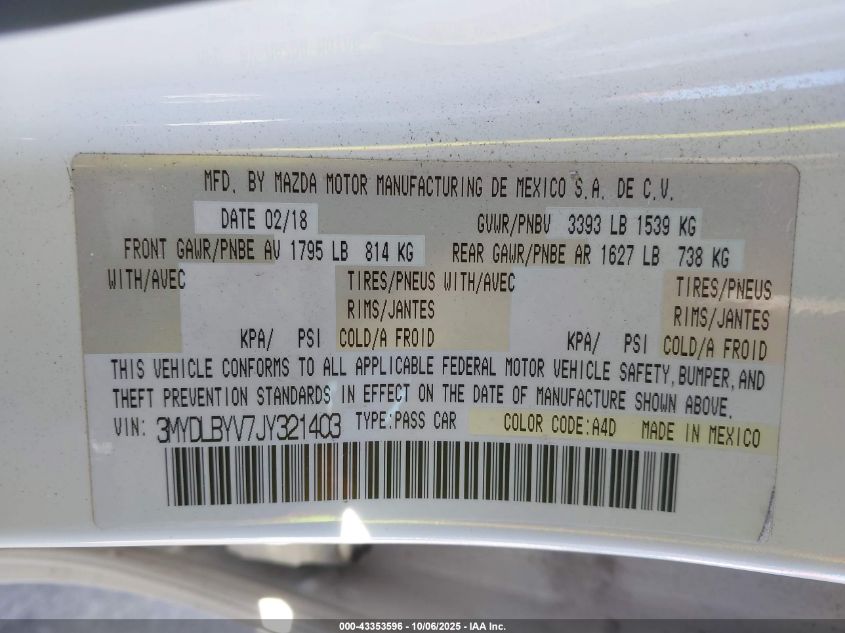 MFD. BY MAZDA MOTOR MANUFACTURING DE MEXICO S.A. DE C.V.
DATE 02/18 GVWR/PNBV 3393 LB 1539 KG
FRONT GAWR/PNBE AV 1795 LB 814 KG REAR GAWR/PNBE AR 1627 LB 738 KG
WITH/AVEC TIRES/PNEUS WITH/AVEC TIRES/PNEUS
RIMS/JANTES RIMS/JANTES
KPA/ PSI COLD/A FROID KPA/ PSI COLD/A FROID
THIS VEHICLE CONFORMS TO ALL APPLICABLE FEDERAL MOTOR VEHICLE SAFETY, BUMPER, AND
THEFT PREVENTION STANDARDS IN EFFECT ON THE DATE OF MANUFACTURE SHOWN ABOVE.
VIN: 3MYDLBYV7JY321403 TYPE:PASS CAR COLOR CODE:A4D MADE IN MEXICO
000-43353596 - 10/06/2025 - IAA Inc.